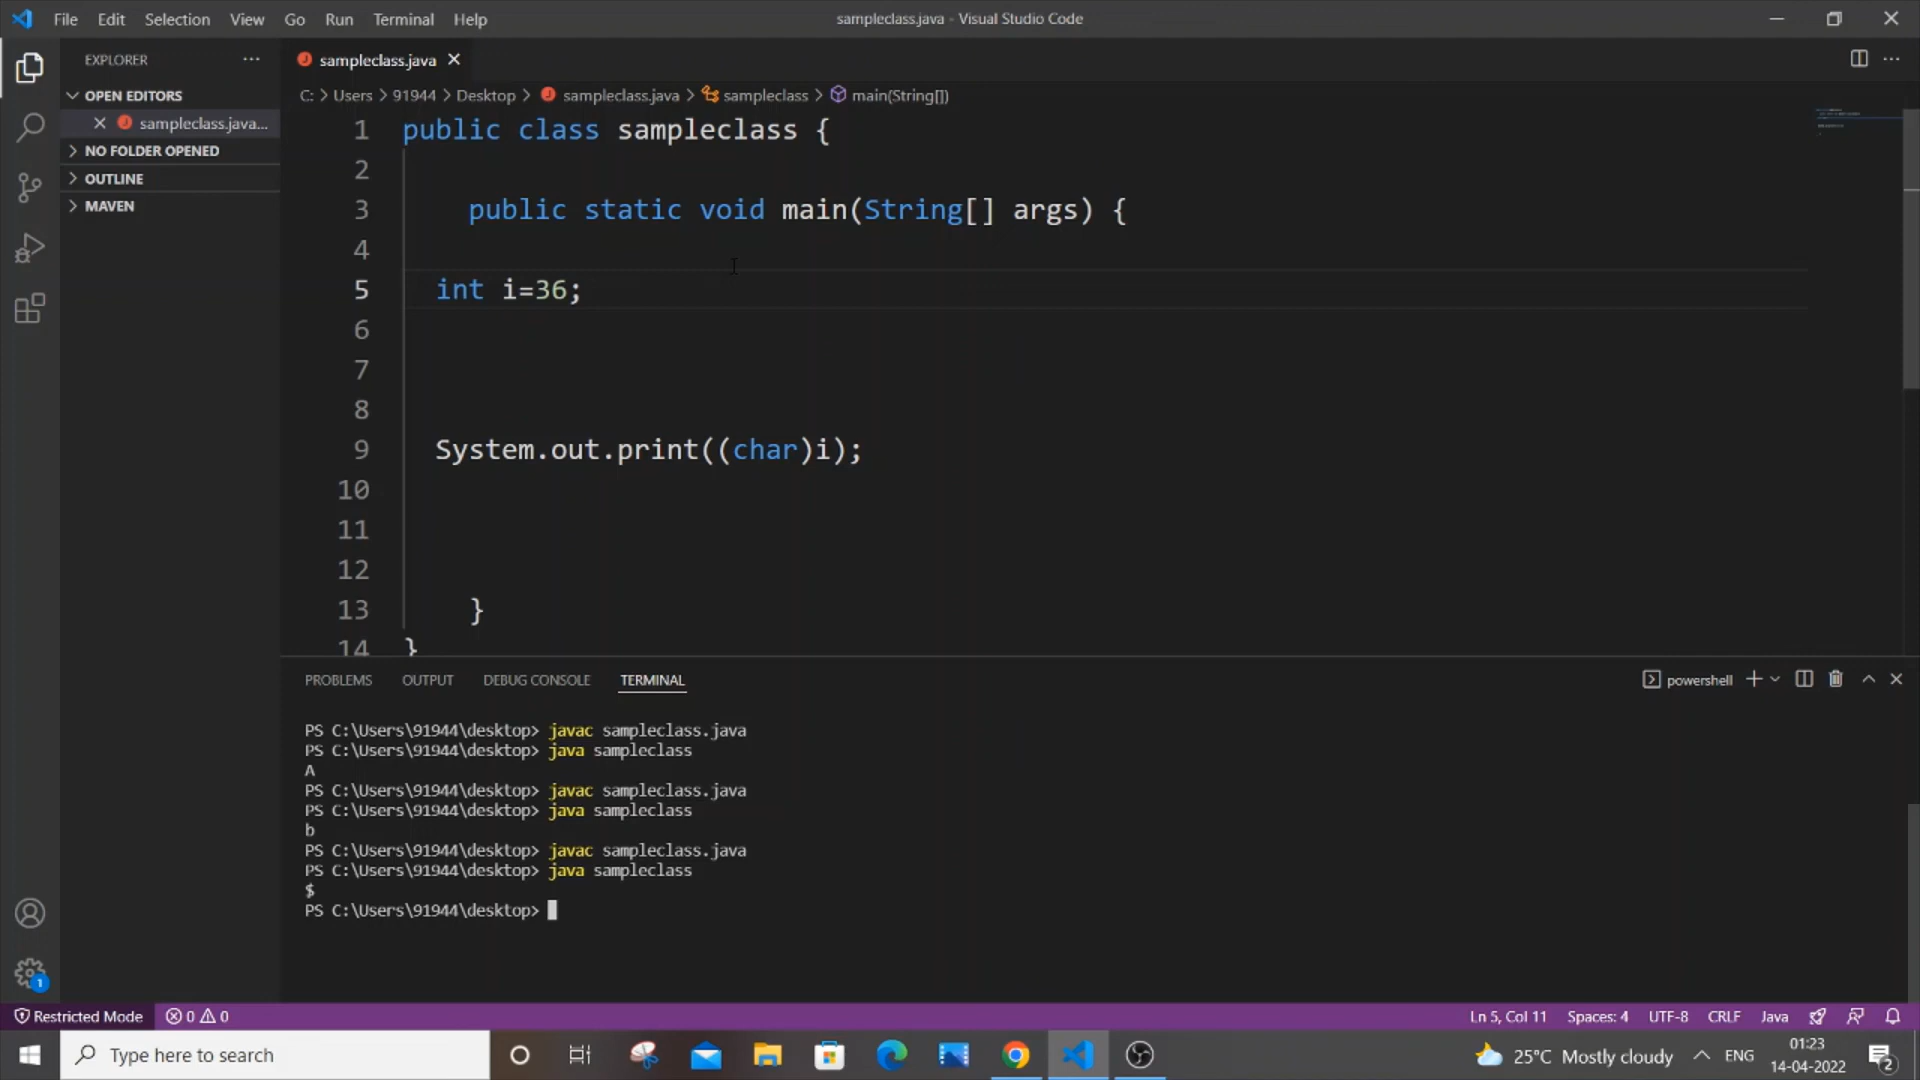 File Edit Selection View Go Run Terminal Help
sampleclass.java - Visual Studio Code
EXPLORER
sampleclass.java
OPEN EDITORS
sampleclass.java...
NO FOLDER OPENED
OUTLINE
MAVEN
C: > Users > 91944 > Desktop > sampleclass.java > sampleclass > main(String[])
1 public class sampleclass {
2
3 public static void main(String[] args) {
4
5 int i=36;
6
7
8
9 System.out.print((char)i);
10
11
12
13 }
14 }
PROBLEMS OUTPUT DEBUG CONSOLE TERMINAL
powershell
PS C:\Users\91944\desktop> javac sampleclass.java
PS C:\Users\91944\desktop> java sampleclass
A
PS C:\Users\91944\desktop> javac sampleclass.java
PS C:\Users\91944\desktop> java sampleclass
b
PS C:\Users\91944\desktop> javac sampleclass.java
PS C:\Users\91944\desktop> java sampleclass
$
PS C:\Users\91944\desktop>
1
Restricted Mode 0 0
Ln 5, Col 11 Spaces: 4 UTF-8 CRLF Java
Type here to search
25°C Mostly cloudy ENG
01:23
14-04-2022
2